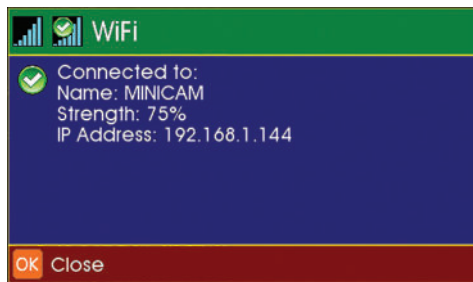 WiFi
Connected to:
Name: MINICAM
Strength: 75%
IP Address: 192.168.1.144
OK Close